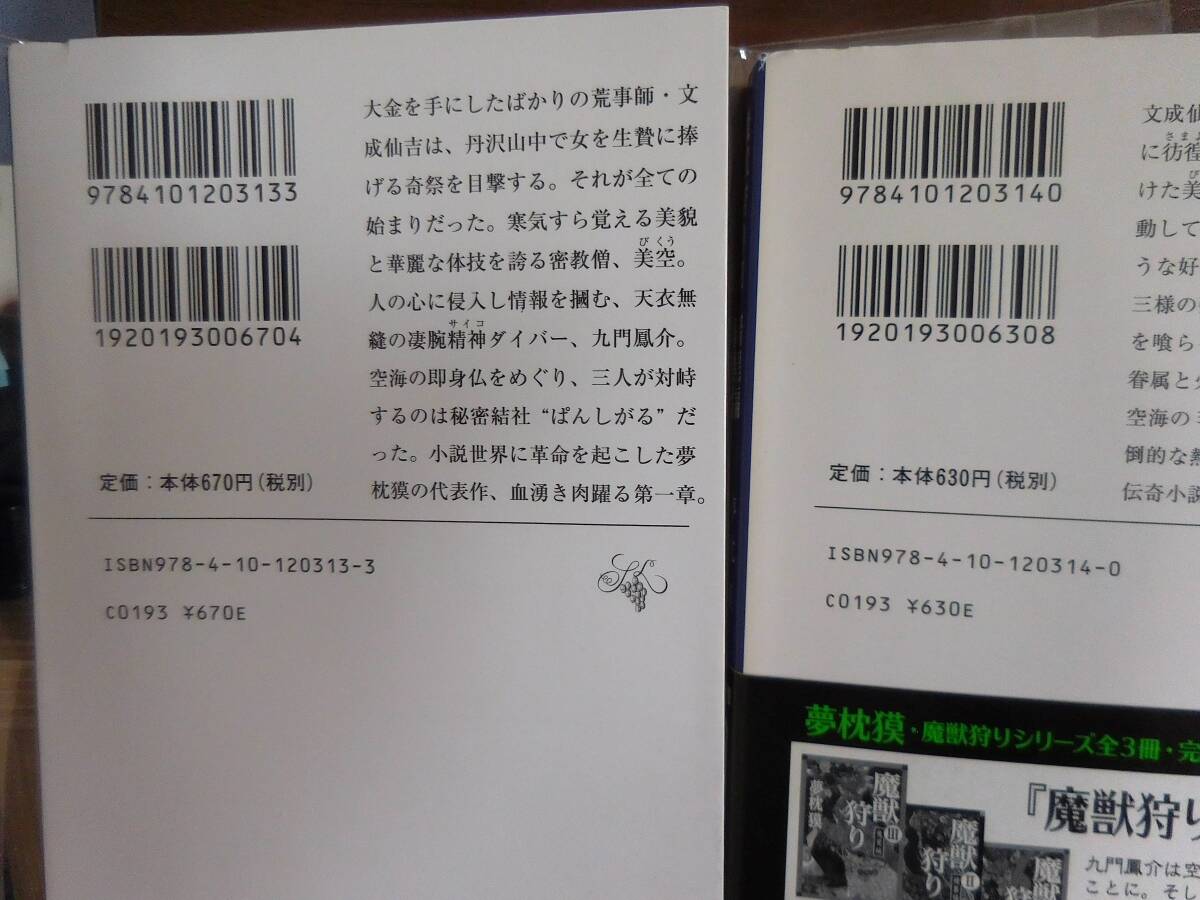 9784101203133
1920193006704
大金を手にしたばかりの荒事師・文
成仙吉は、丹沢山中で女を生贄に捧
げる奇祭を目撃する。それが全ての
始まりだった。寒気すら覚える美貌
びくう
と華麗な体技を誇る密教僧、美空。
人の心に侵入し情報を摑む、天衣無
サイコ
縫の凄腕精神ダイバー、九門鳳介。
空海の即身仏をめぐり、三人が対峙
するのは秘密結社“ぱんしがる”だ
った。小説世界に革命を起こした夢
枕獏の代表作、血湧き肉躍る第一章。
定価：本体670円（税別）
ISBN978-4-10-120313-3
C0193 ¥670E
9784101203140
1920193006308
文成仙
さまよ
に彷徨
び
けた美
動して
うな好
三様の
を喰ら
眷属と
空海の
倒的な熱
伝奇小説
定価：本体630円（税別）
ISBN978-4-10-120314-0
C0193 ¥630E
夢枕獏・魔獣狩りシリーズ全3冊・完
『魔獣狩り
魔獣狩り III
夢枕獏
魔獣狩り II
魔獣狩
九門鳳介は空
ことに。そし